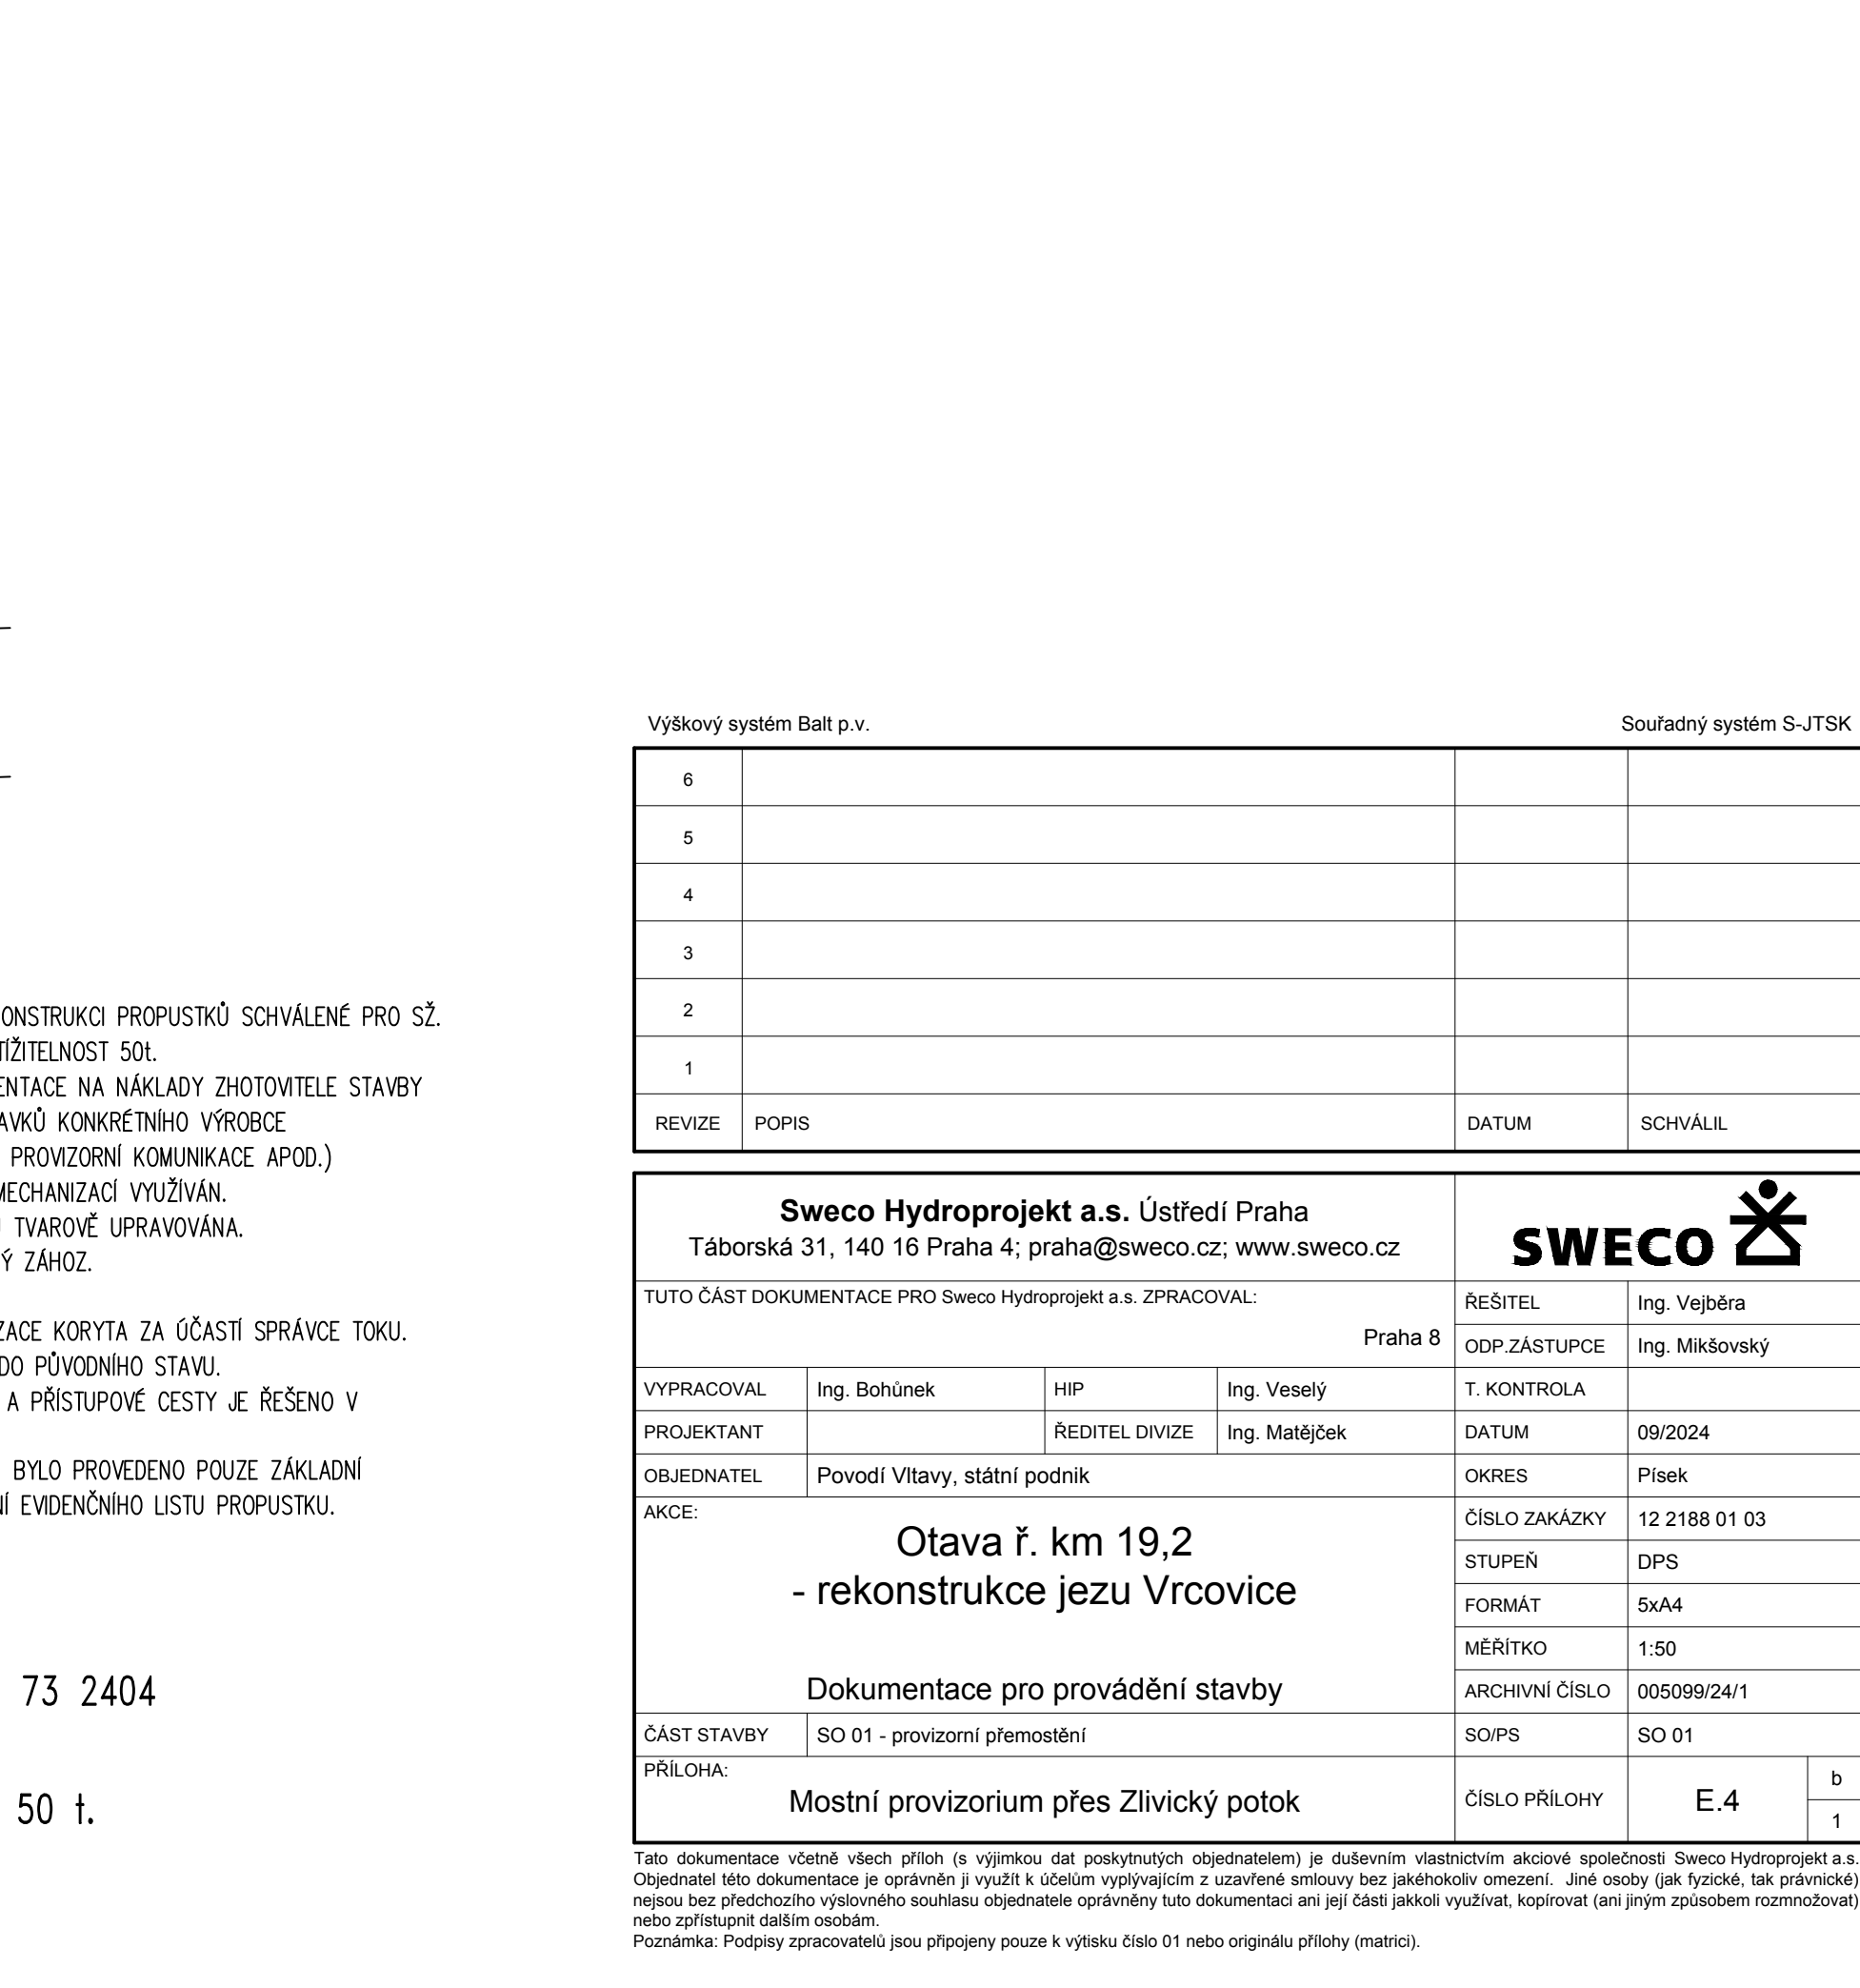 ONSTRUKCI PROPUSTKŮ SCHVÁLENÉ PRO SŽ.
TÍŽITELNOST 50t.
ENTACE NA NÁKLADY ZHOTOVITELE STAVBY
AVKŮ KONKRÉTNÍHO VÝROBCE
PROVIZORNÍ KOMUNIKACE APOD.)
MECHANIZACÍ VYUŽÍVÁN.
TVAROVĚ UPRAVOVÁNA.
Ý ZÁHOZ.
ZACE KORYTA ZA ÚČASTÍ SPRÁVCE TOKU.
DO PŮVODNÍHO STAVU.
A PŘÍSTUPOVÉ CESTY JE ŘEŠENO V
BYLO PROVEDENO POUZE ZÁKLADNÍ
NÍ EVIDENČNÍHO LISTU PROPUSTKU.
73 2404
50 t.
Výškový systém Balt p.v. Souřadný systém S-JTSK
6
5
4
3
2
1
REVIZE POPIS DATUM SCHVÁLIL
Sweco Hydroprojekt a.s. Ústředí Praha
Táborská 31, 140 16 Praha 4; praha@sweco.cz; www.sweco.cz
SWECO
TUTO ČÁST DOKUMENTACE PRO Sweco Hydroprojekt a.s. ZPRACOVAL:
Praha 8
ŘEŠITEL Ing. Vejběra
ODP.ZÁSTUPCE Ing. Mikšovský
VYPRACOVAL Ing. Bohůnek HIP Ing. Veselý T. KONTROLA
PROJEKTANT ŘEDITEL DIVIZE Ing. Matějček DATUM 09/2024
OBJEDNATEL Povodí Vltavy, státní podnik OKRES Písek
AKCE:
Otava ř. km 19,2
- rekonstrukce jezu Vrcovice
Dokumentace pro provádění stavby
ČÍSLO ZAKÁZKY 12 2188 01 03
STUPEŇ DPS
FORMÁT 5xA4
MĚŘÍTKO 1:50
ARCHIVNÍ ČÍSLO 005099/24/1
ČÁST STAVBY SO 01 - provizorní přemostění SO/PS SO 01
PŘÍLOHA:
Mostní provizorium přes Zlivický potok
ČÍSLO PŘÍLOHY E.4
b
1
Tato dokumentace včetně všech příloh (s výjimkou dat poskytnutých objednatelem) je duševním vlastnictvím akciové společnosti Sweco Hydroprojekt a.s.
Objednatel této dokumentace je oprávněn ji využít k účelům vyplývajícím z uzavřené smlouvy bez jakéhokoliv omezení. Jiné osoby (jak fyzické, tak právnické)
nejsou bez předchozího výslovného souhlasu objednatele oprávněny tuto dokumentaci ani její části jakkoli využívat, kopírovat (ani jiným způsobem rozmnožovat)
nebo zpřístupnit dalším osobám.
Poznámka: Podpisy zpracovatelů jsou připojeny pouze k výtisku číslo 01 nebo originálu přílohy (matrici).